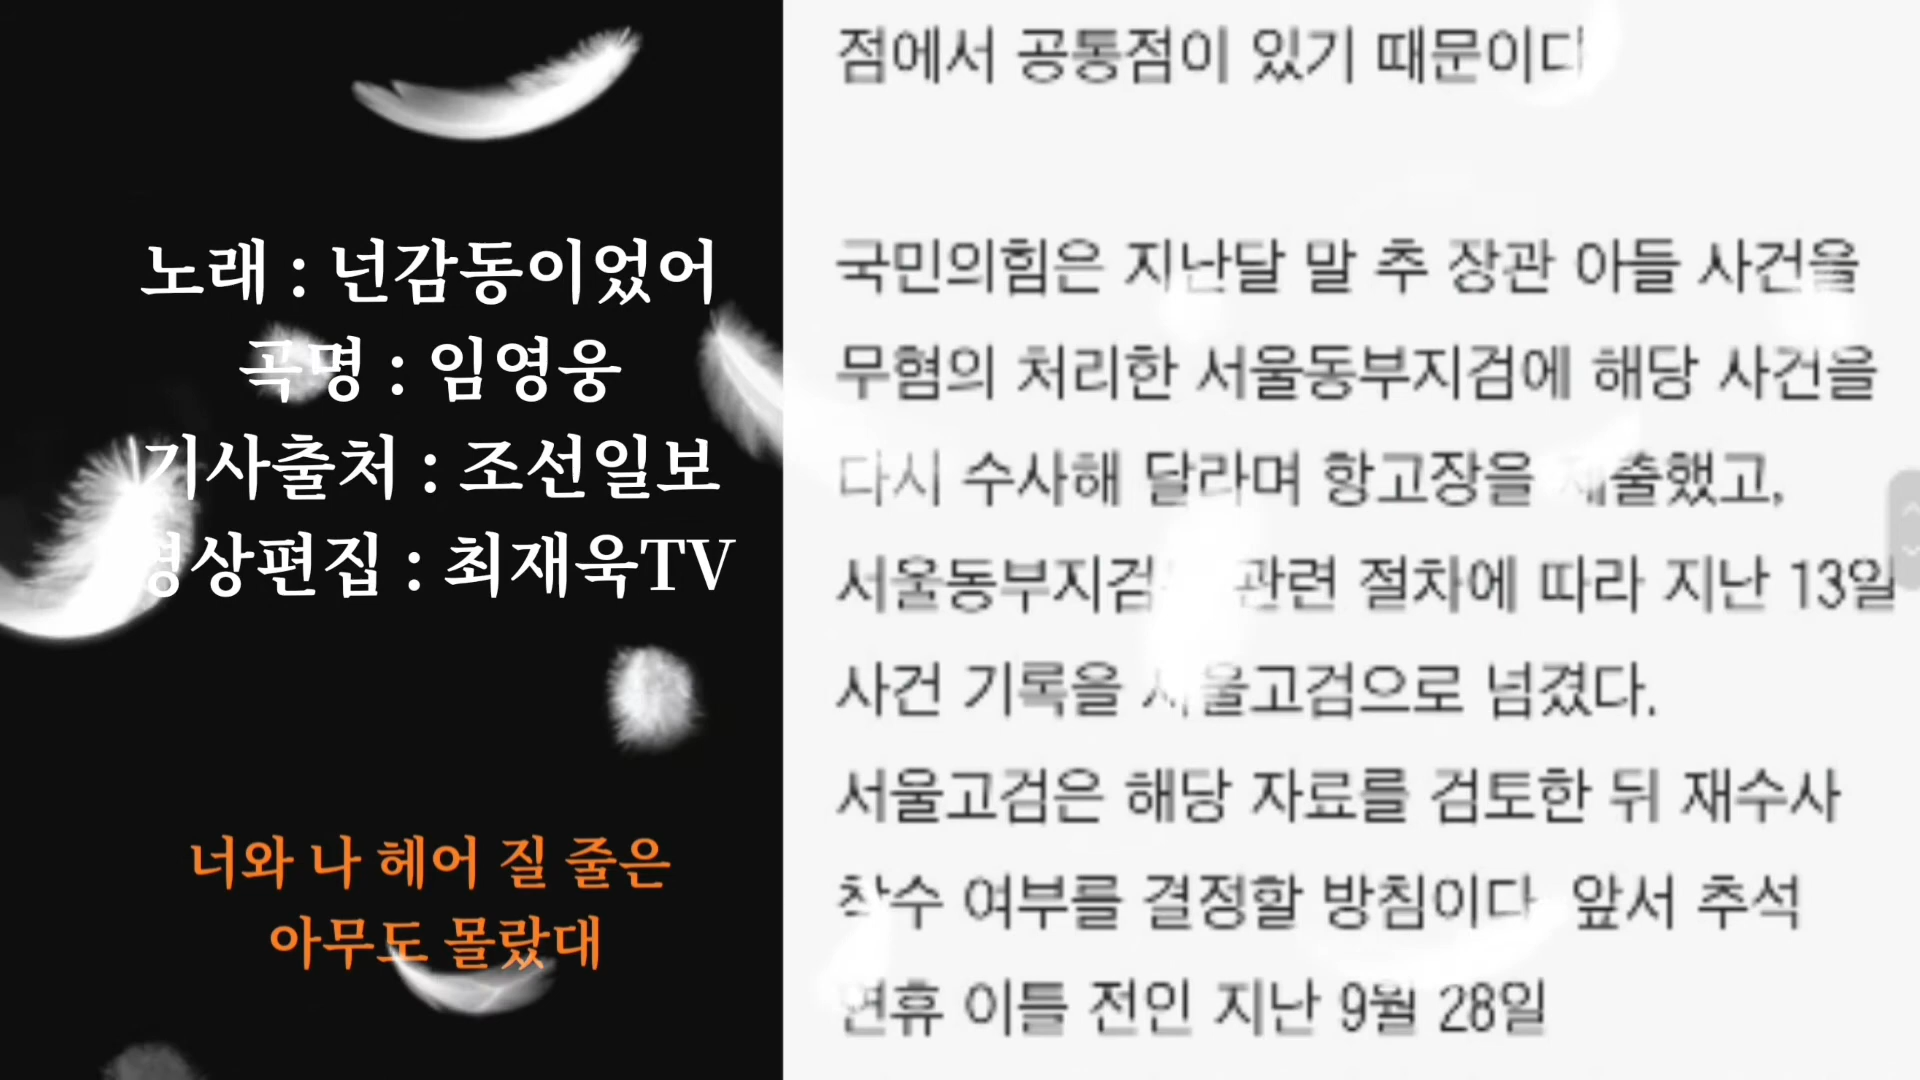 노래 : 넌감동이었어
곡명 : 임영웅
기사출처 : 조선일보
영상편집 : 최재욱TV
너와 나 헤어 질 줄은
아무도 몰랐대
점에서 공통점이 있기 때문이다
국민의힘은 지난달 말 추 장관 아들 사건을
무혐의 처리한 서울동부지검에 해당 사건을
다시 수사해 달라며 항고장을 제출했고,
서울동부지검 관련 절차에 따라 지난 13일
사건 기록을 서울고검으로 넘겼다.
서울고검은 해당 자료를 검토한 뒤 재수사
착수 여부를 결정할 방침이다 앞서 추석
연휴 이틀 전인 지난 9월 28일